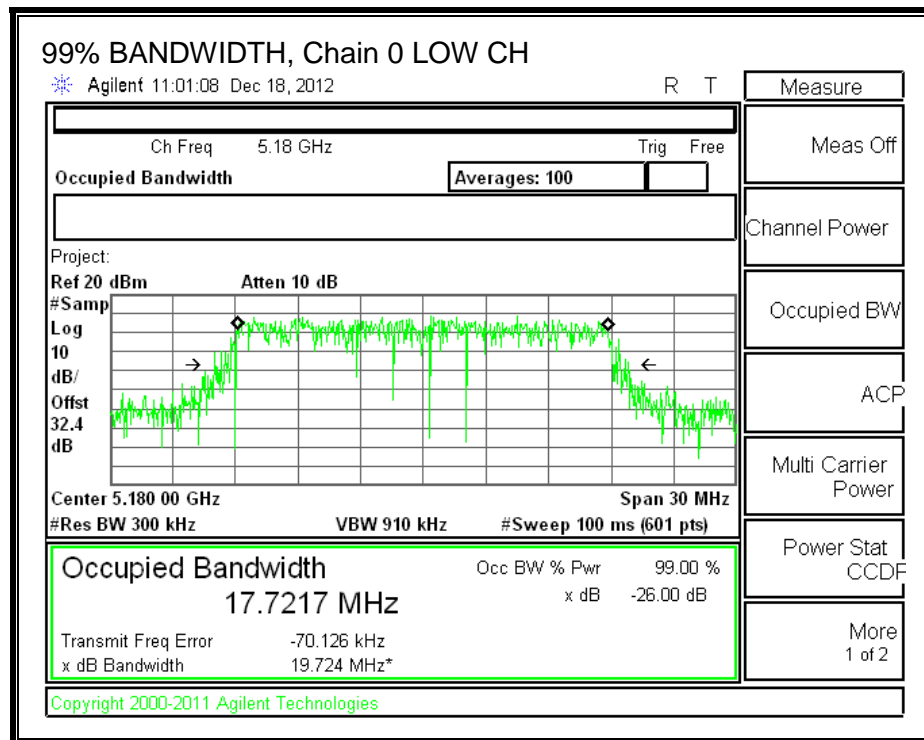 99% BANDWIDTH, Chain 0 LOW CH
Agilent 11:01:08 Dec 18, 2012 R T
Measure
Ch Freq 5.18 GHz Trig Free
Occupied Bandwidth Averages: 100
Project:
Ref 20 dBm Atten 10 dB
#Samp
Log
10
dB/
Offst
32.4
dB
Center 5.180 00 GHz Span 30 MHz
#Res BW 300 kHz VBW 910 kHz #Sweep 100 ms (601 pts)
Occupied Bandwidth Occ BW % Pwr 99.00 %
17.7217 MHz x dB -26.00 dB
Transmit Freq Error -70.126 kHz
x dB Bandwidth 19.724 MHz*
Copyright 2000-2011 Agilent Technologies
Meas Off
Channel Power
Occupied BW
ACP
Multi Carrier
Power
Power Stat
CCDF
More
1 of 2